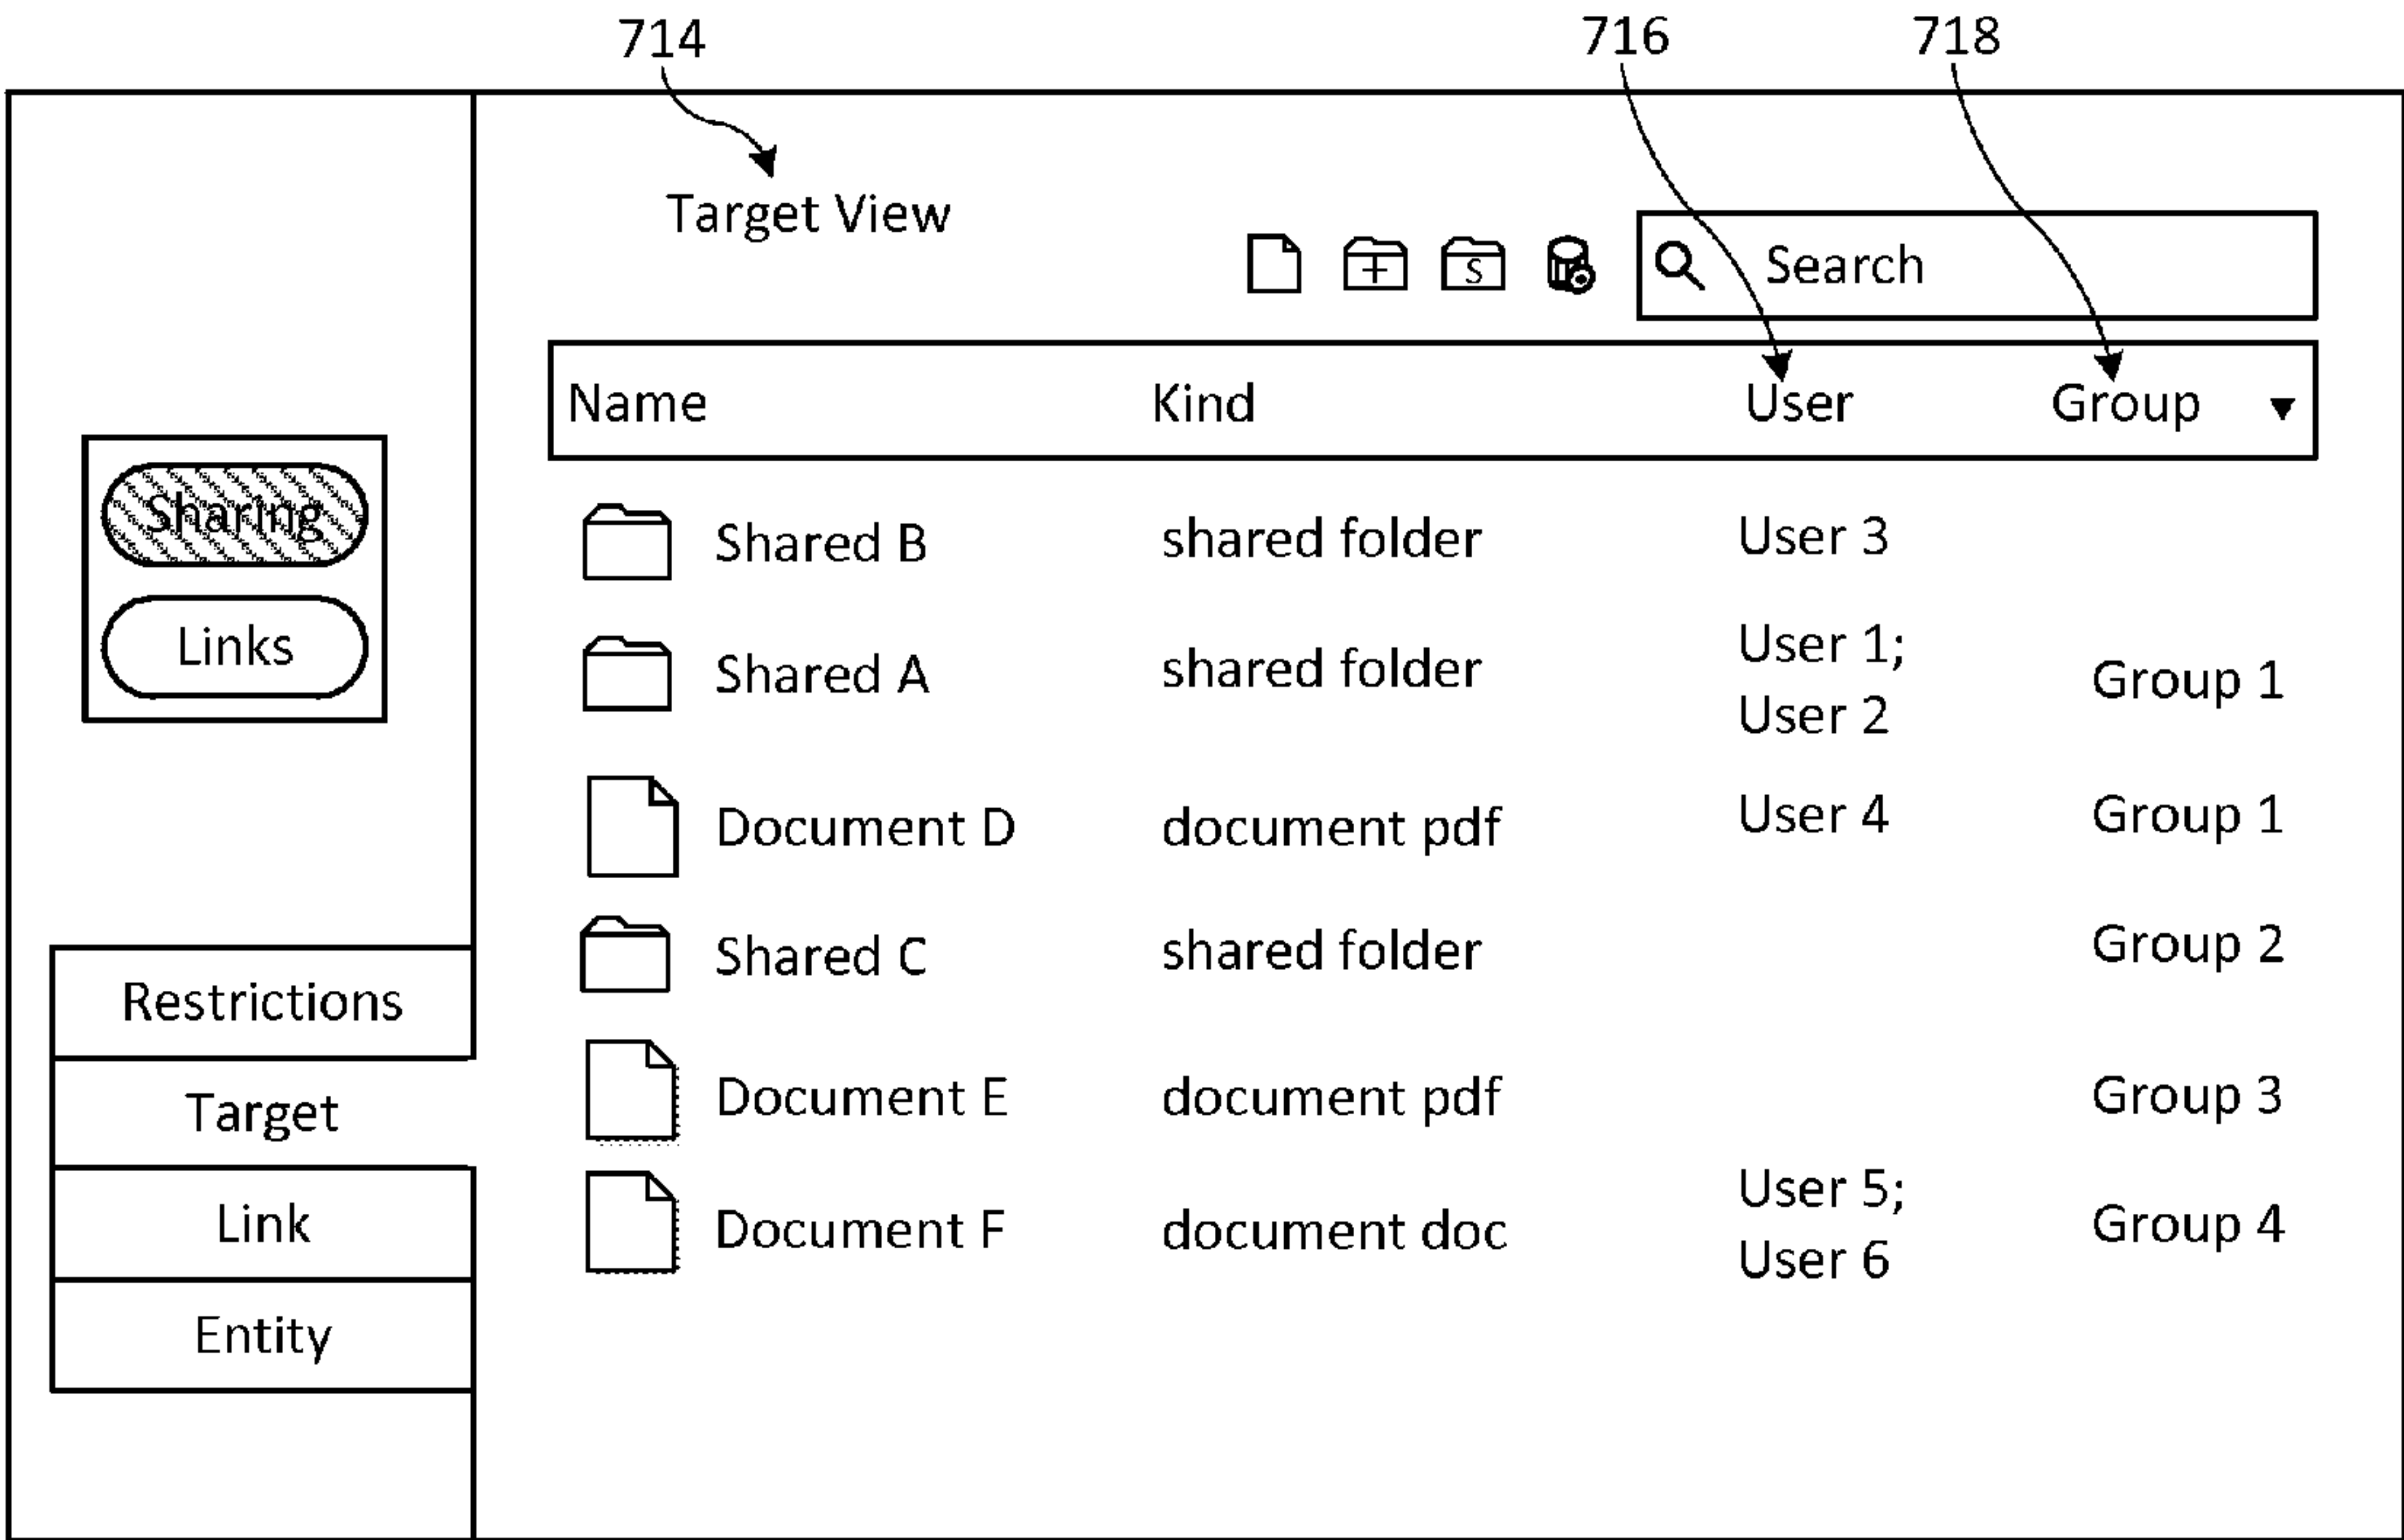 714 716 718
Target View
S
Search
Name Kind User Group
Sharing
Links
Shared B shared folder User 3
Shared A shared folder User 1; Group 1
User 2
Document D document pdf User 4 Group 1
Shared C shared folder Group 2
Document E document pdf Group 3
Document F document doc User 5; Group 4
User 6
Restrictions
Target
Link
Entity